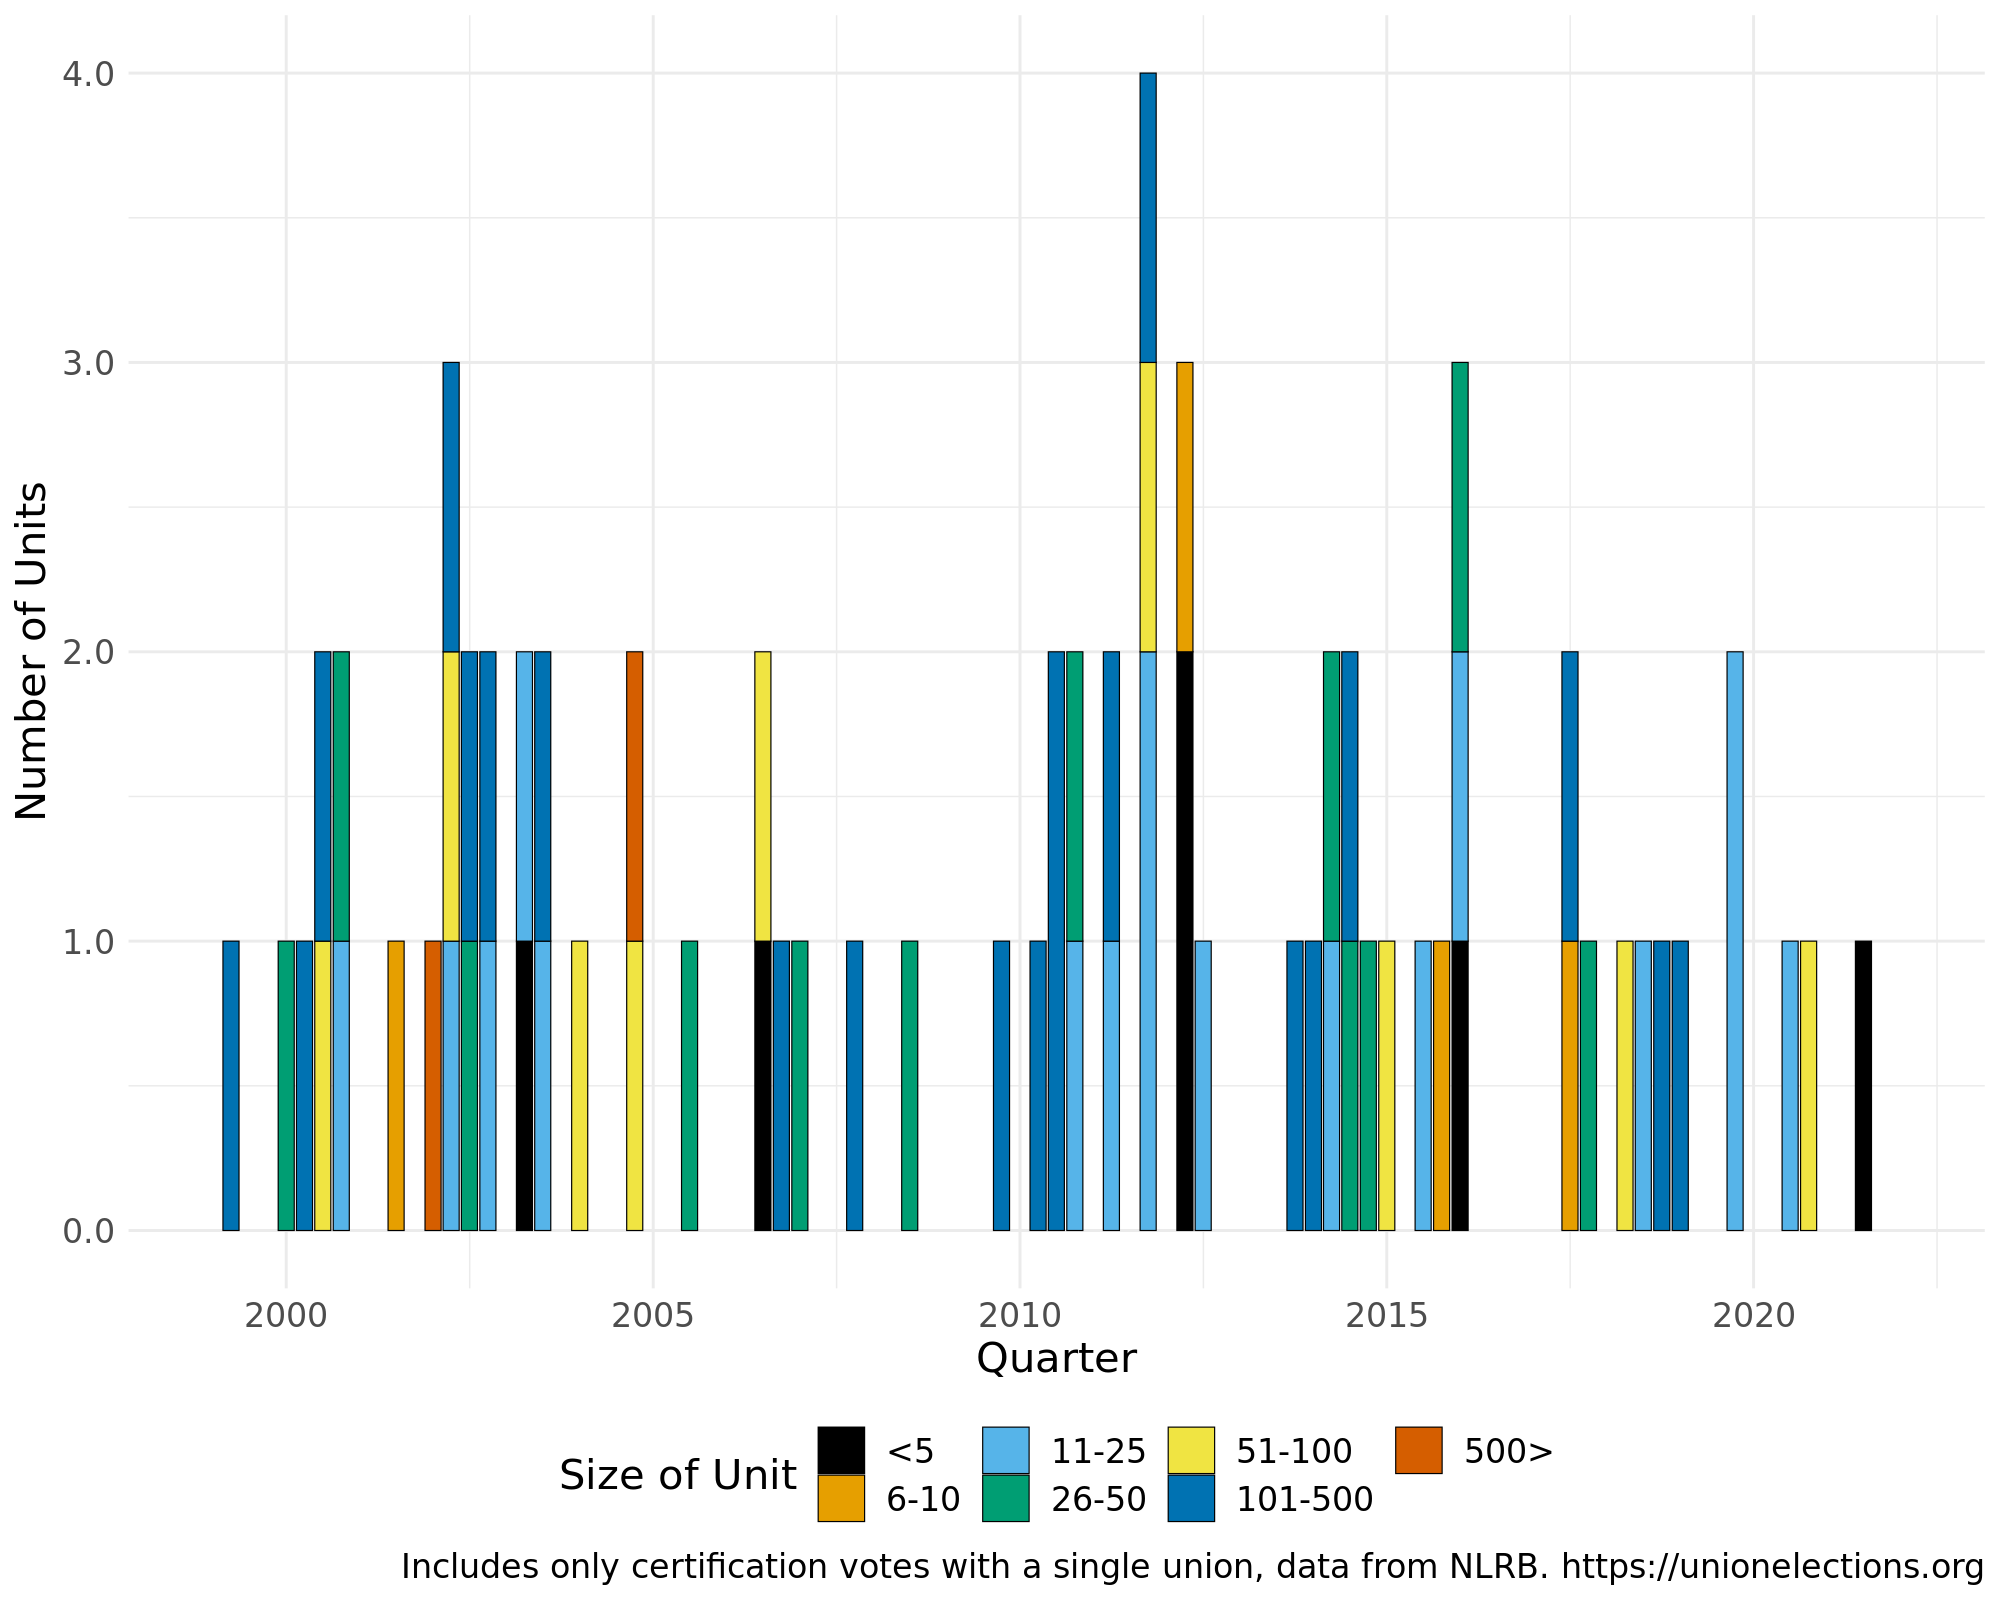 4.0
3.0
2.0
1.0
0.0
Number of Units
2000 2005 2010 2015 2020
Quarter
Size of Unit
<5 11-25 51-100 500>
6-10 26-50 101-500
Includes only certification votes with a single union, data from NLRB. https://unionelections.org